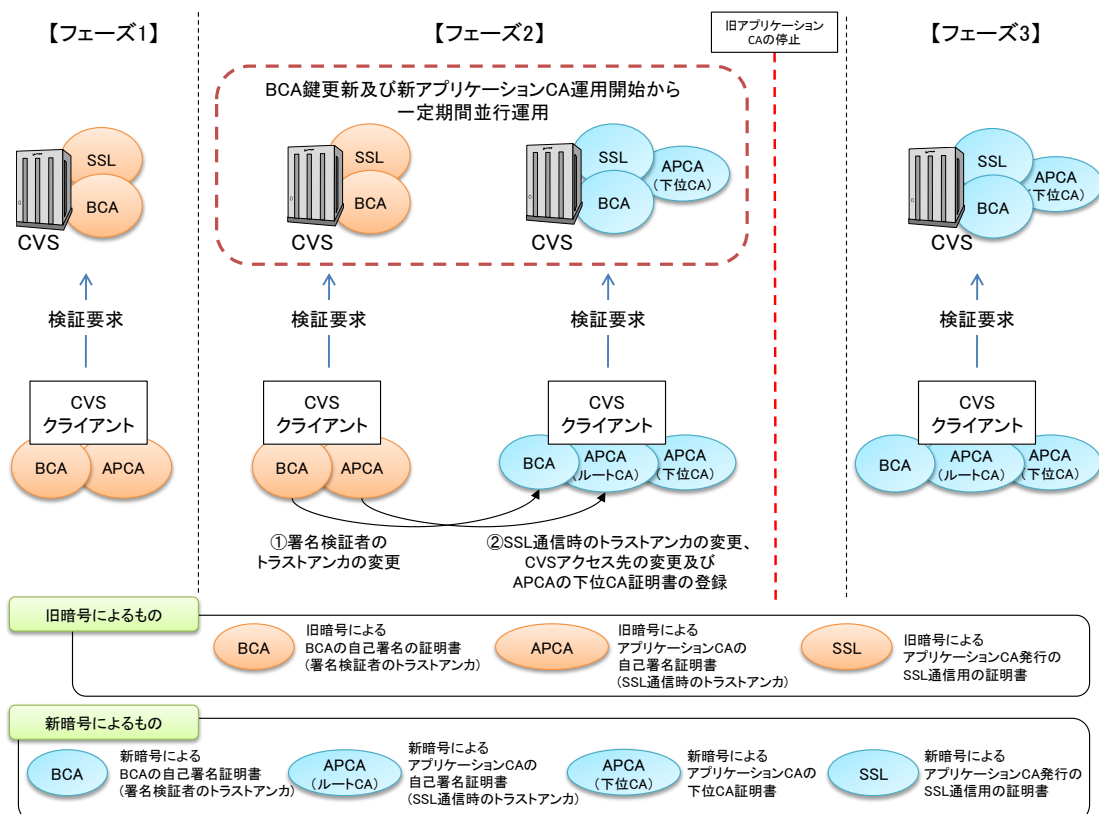 【フェーズ1】
【フェーズ2】
旧アプリケーション
CAの停止
【フェーズ3】
BCA鍵更新及び新アプリケーションCA運用開始から
一定期間並行運用
SSL
BCA
CVS
SSL
BCA
CVS
SSL
BCA
APCA
(下位CA)
CVS
SSL
BCA
APCA
(下位CA)
CVS
検証要求
検証要求
検証要求
検証要求
CVS
クライアント
BCA
APCA
CVS
クライアント
BCA
APCA
CVS
クライアント
BCA
APCA
(ルートCA)
APCA
(下位CA)
CVS
クライアント
BCA
APCA
(ルートCA)
APCA
(下位CA)
①署名検証者の
トラストアンカの変更
②SSL通信時のトラストアンカの変更、
CVSアクセス先の変更及び
APCAの下位CA証明書の登録
旧暗号によるもの
BCA
旧暗号による
BCAの自己署名の証明書
(署名検証者のトラストアンカ)
APCA
旧暗号による
アプリケーションCAの
自己署名証明書
(SSL通信時のトラストアンカ)
SSL
旧暗号による
アプリケーションCA発行の
SSL通信用の証明書
新暗号によるもの
BCA
新暗号による
BCAの自己署名証明書
(署名検証者のトラストアンカ)
APCA
(ルートCA)
新暗号による
アプリケーションCAの
自己署名証明書
(SSL通信時のトラストアンカ)
APCA
(下位CA)
新暗号による
アプリケーションCAの
下位CA証明書
SSL
新暗号による
アプリケーションCA発行の
SSL通信用の証明書